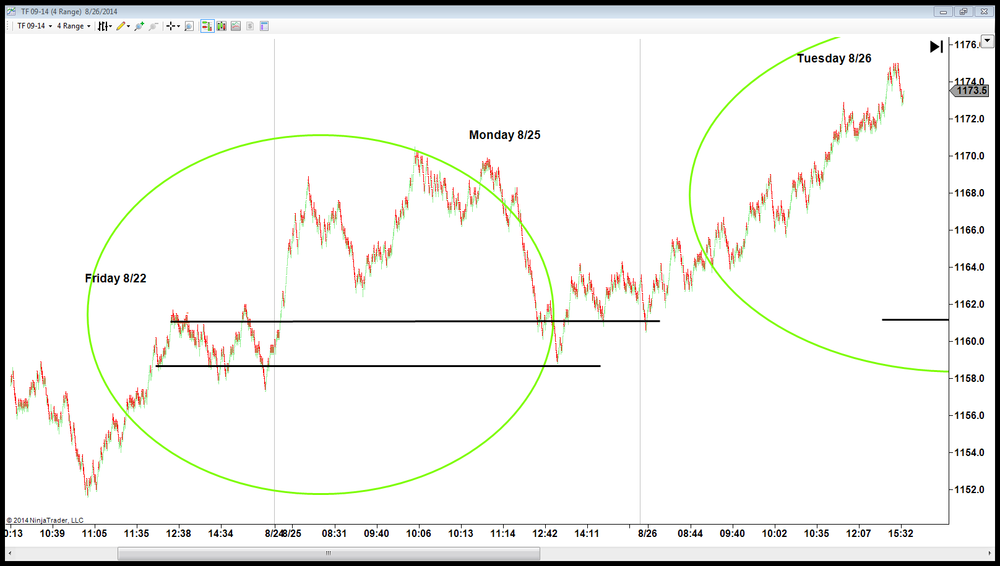 TF 09-14 (4 Range) 8/26/2014
TF 09-14 4 Range
1176.
Tuesday 8/26
1174.0
1173.5
1172.0
Monday 8/25
1170.0
1168.0
1166.0
Friday 8/22
1164.0
1162.0
1160.0
1158.0
1156.0
1154.0
1152.0
© 2014 NinjaTrader, LLC
0:13 10:39 11:05 11:35 12:38 14:34 8/24 8/25 08:31 09:40 10:06 10:13 11:14 12:42 14:11 8/26 08:44 09:40 10:02 10:35 12:07 15:32